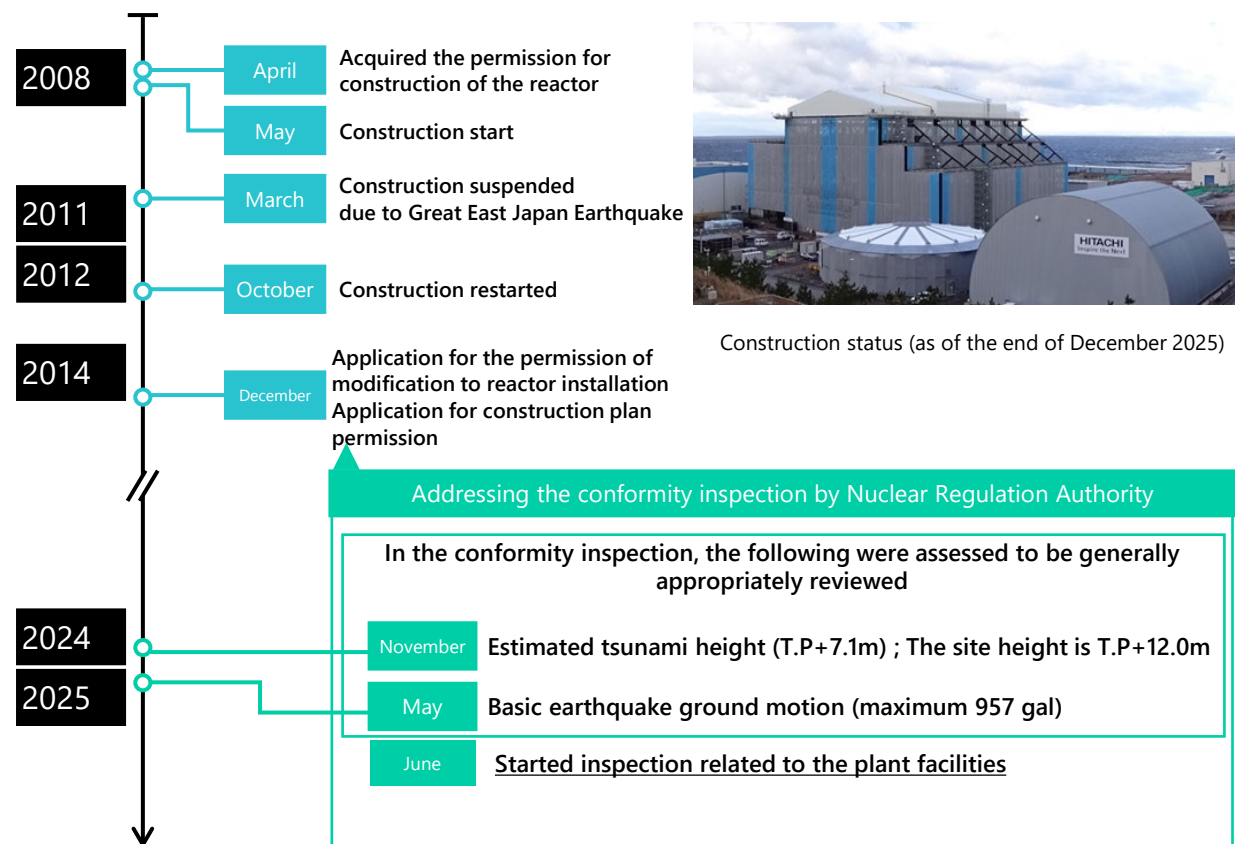 2008
April
Acquired the permission for
construction of the reactor
May
Construction start
2011
March
Construction suspended
due to Great East Japan Earthquake
2012
October
Construction restarted
2014
December
Application for the permission of
modification to reactor installation
Application for construction plan
permission
HITACHI
Inspire the Next
Construction status (as of the end of December 2025)
Addressing the conformity inspection by Nuclear Regulation Authority
In the conformity inspection, the following were assessed to be generally
appropriately reviewed
2024
November
Estimated tsunami height (T.P+7.1m) ; The site height is T.P+12.0m
2025
May
Basic earthquake ground motion (maximum 957 gal)
June
Started inspection related to the plant facilities